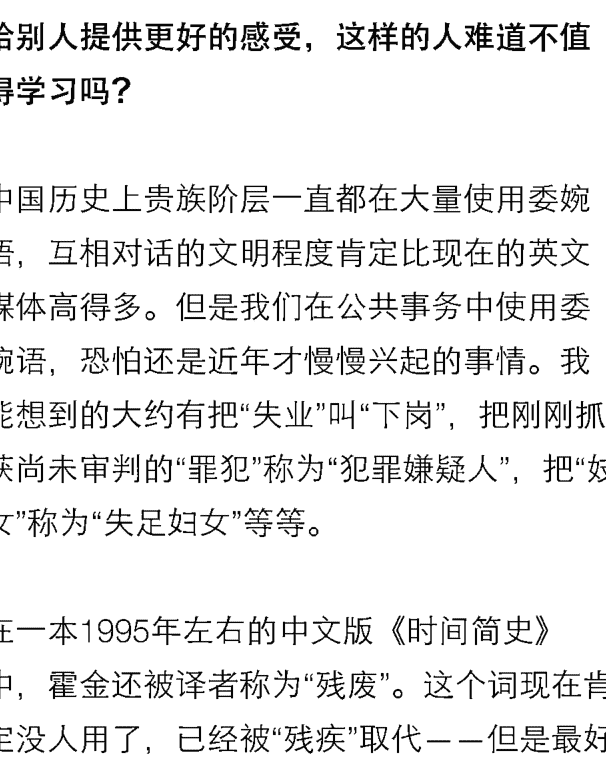 给别人提供更好的感受，这样的人难道不值
得学习吗？
中国历史上贵族阶层一直都在大量使用委婉
语，互相对话的文明程度肯定比现在的英文
媒体高得多。但是我们在公共事务中使用委
婉语，恐怕还是近年才慢慢兴起的事情。我
能想到的大约有把“失业”叫“下岗”，把刚刚抓
获尚未审判的“罪犯”称为“犯罪嫌疑人”，把“妓
女”称为“失足妇女”等等。
在一本1995年左右的中文版《时间简史》
中，霍金还被译者称为“残废”。这个词现在肯
定没人用了，已经被“残疾”取代——但是最好